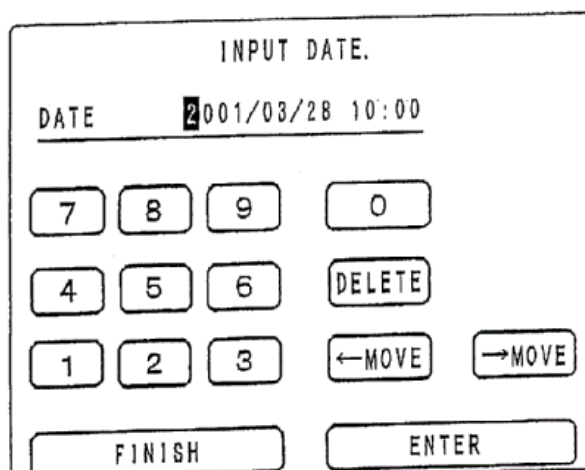 INPUT DATE.
DATE 2001/03/28 10:00
7 8 9 0
4 5 6 DELETE
1 2 3 ←MOVE →MOVE
FINISH ENTER